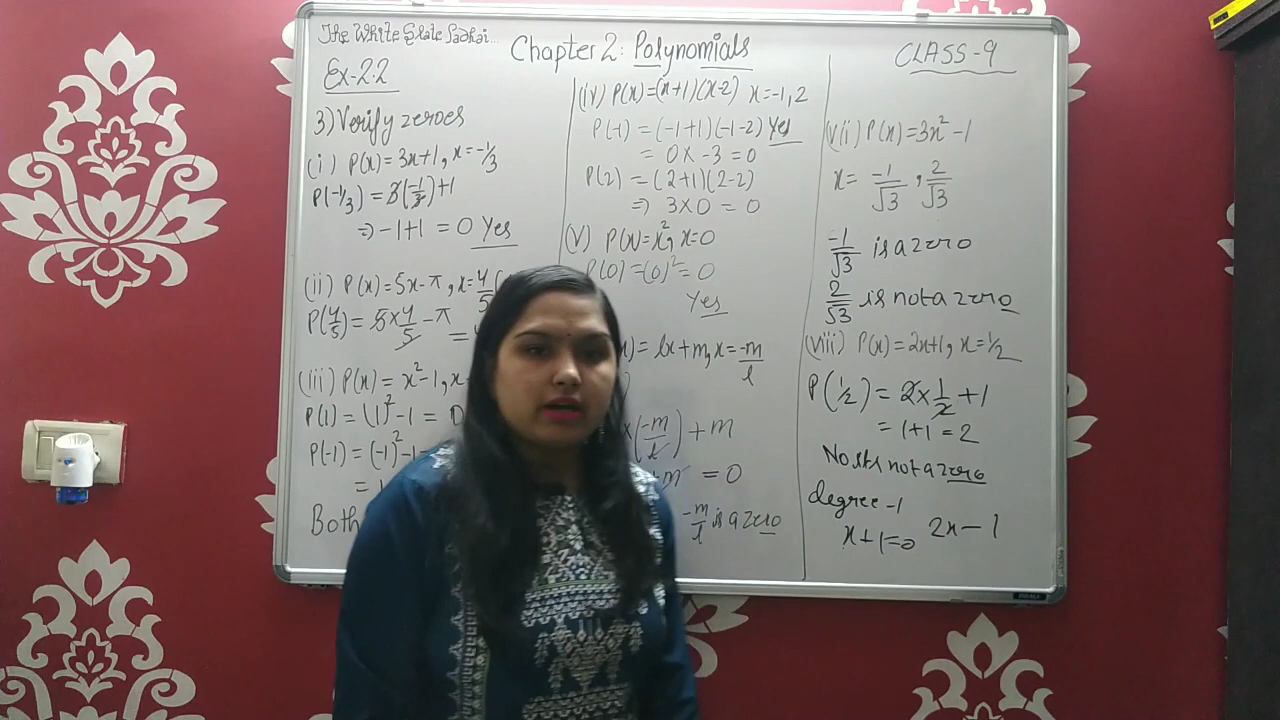 The White Slate Padhai...
Chapter 2: Polynomials
CLASS-9
Ex-2.2
3) Verify zeroes
(i) P(x) = 3x+1, x = -1/3
P(-1/3) = 3(-1/3)+1
⇒ -1+1 = 0 Yes
(ii) P(x) = 5x-π, x = 4/5
P(4/5) = 5×4/5 - π
=
(iii) P(x) = x²-1, x
P(1) = (1)²-1 = 0
P(-1) = (-1)²-1
=
Both
(iv) P(x)=(x+1)(x-2) x=-1,2
P(-1) = (-1+1)(-1-2) Yes
= 0x -3 = 0
P(2) = (2+1)(2-2)
⇒ 3x0 = 0
(v) P(x)=x², x=0
P(0)=(0)²=0
Yes
= lx+m, x=-m/l
(-m/l)+m
+m = 0
-m/l is a zero
(vii) P(x)=3x²-1
x= -1/√3, 2/√3
-1/√3 is a zero
2/√3 is not a zero
(viii) P(x)=2x+1, x=1/2
P(1/2) = 2×1/2+1
= 1+1=2
No its not a zero
degree -1
x+1=0 2x-1